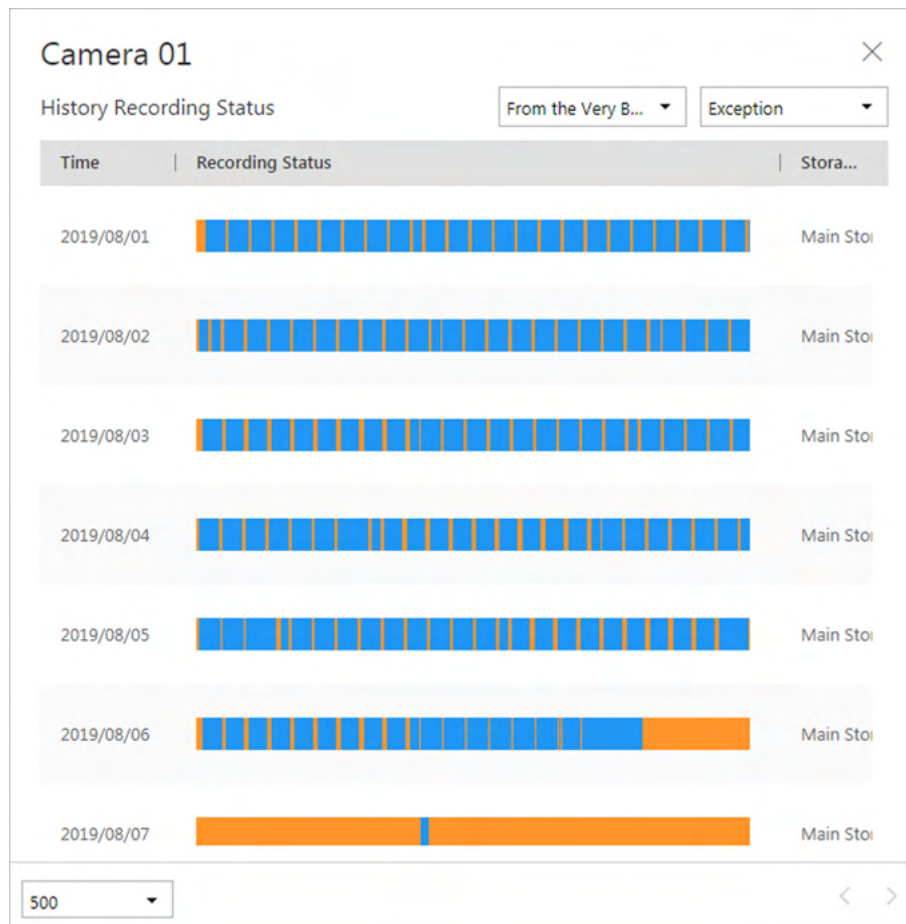 Camera 01
History Recording Status From the Very B... Exception
Time Recording Status Stora...
2019/08/01 Main Sto
2019/08/02 Main Sto
2019/08/03 Main Sto
2019/08/04 Main Sto
2019/08/05 Main Sto
2019/08/06 Main Sto
2019/08/07 Main Sto
500